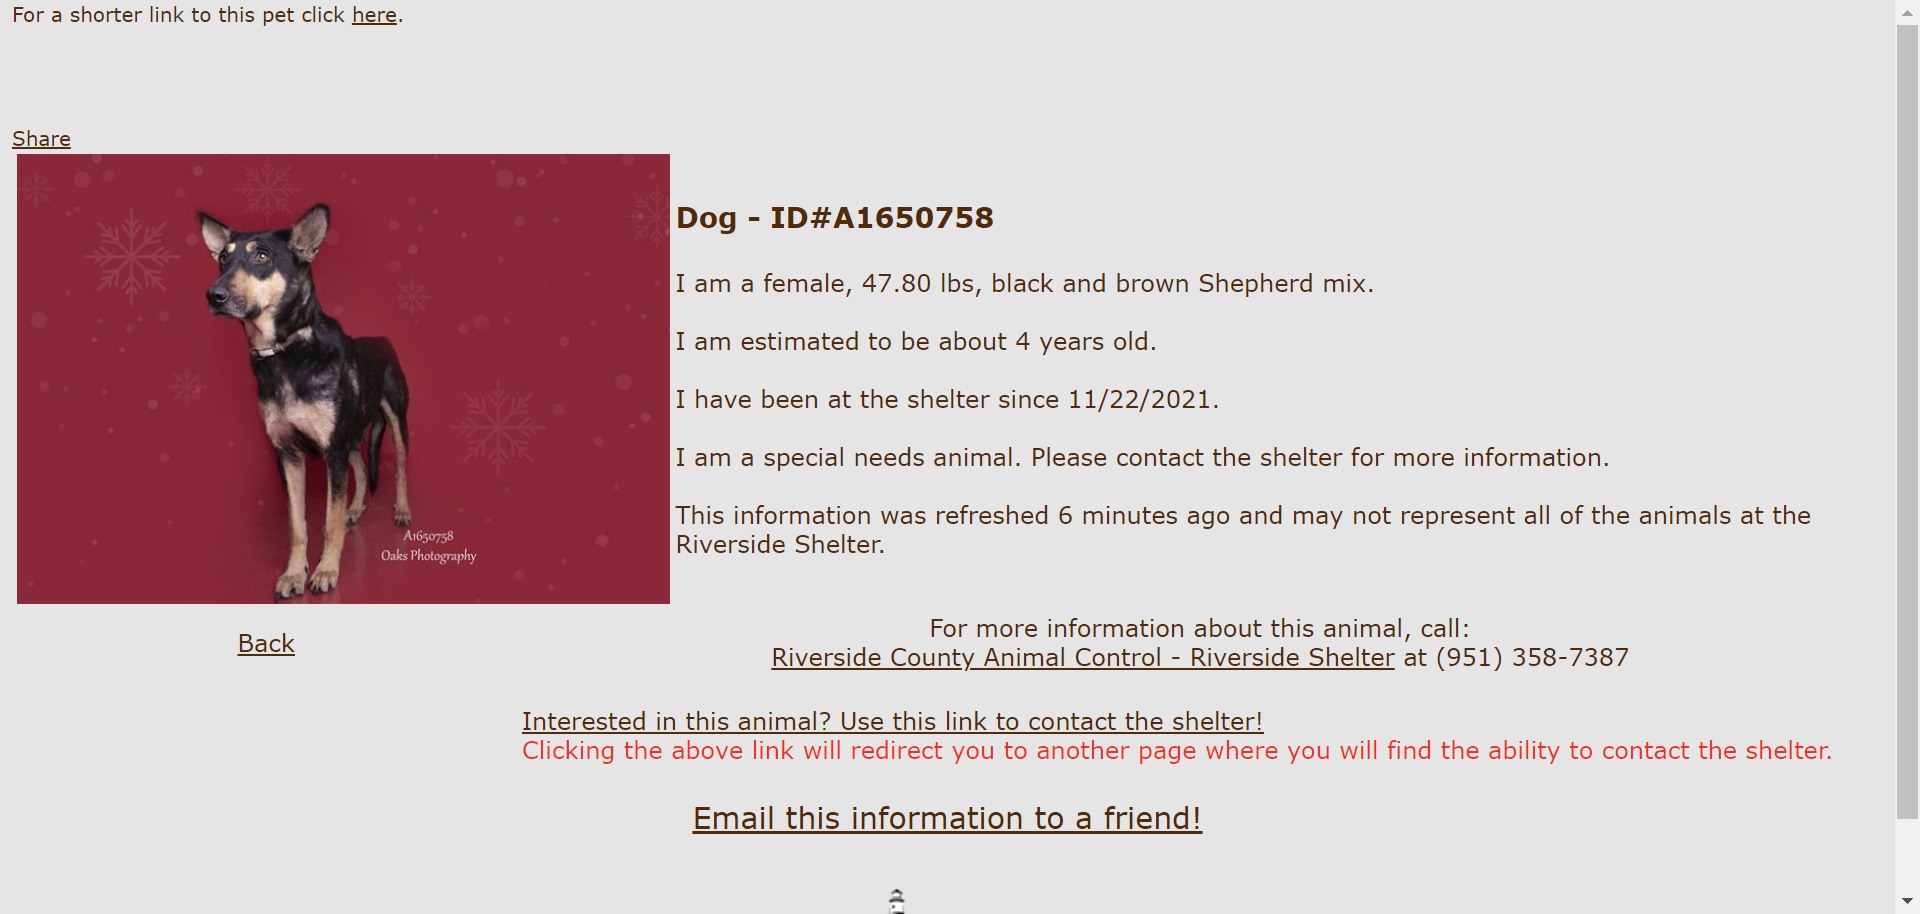 For a shorter link to this pet click here.
Share
A1650758
Oaks Photography
Dog - ID#A1650758
I am a female, 47.80 lbs, black and brown Shepherd mix.
I am estimated to be about 4 years old.
I have been at the shelter since 11/22/2021.
I am a special needs animal. Please contact the shelter for more information.
This information was refreshed 6 minutes ago and may not represent all of the animals at the
Riverside Shelter.
Back
For more information about this animal, call:
Riverside County Animal Control - Riverside Shelter at (951) 358-7387
Interested in this animal? Use this link to contact the shelter!
Clicking the above link will redirect you to another page where you will find the ability to contact the shelter.
Email this information to a friend!